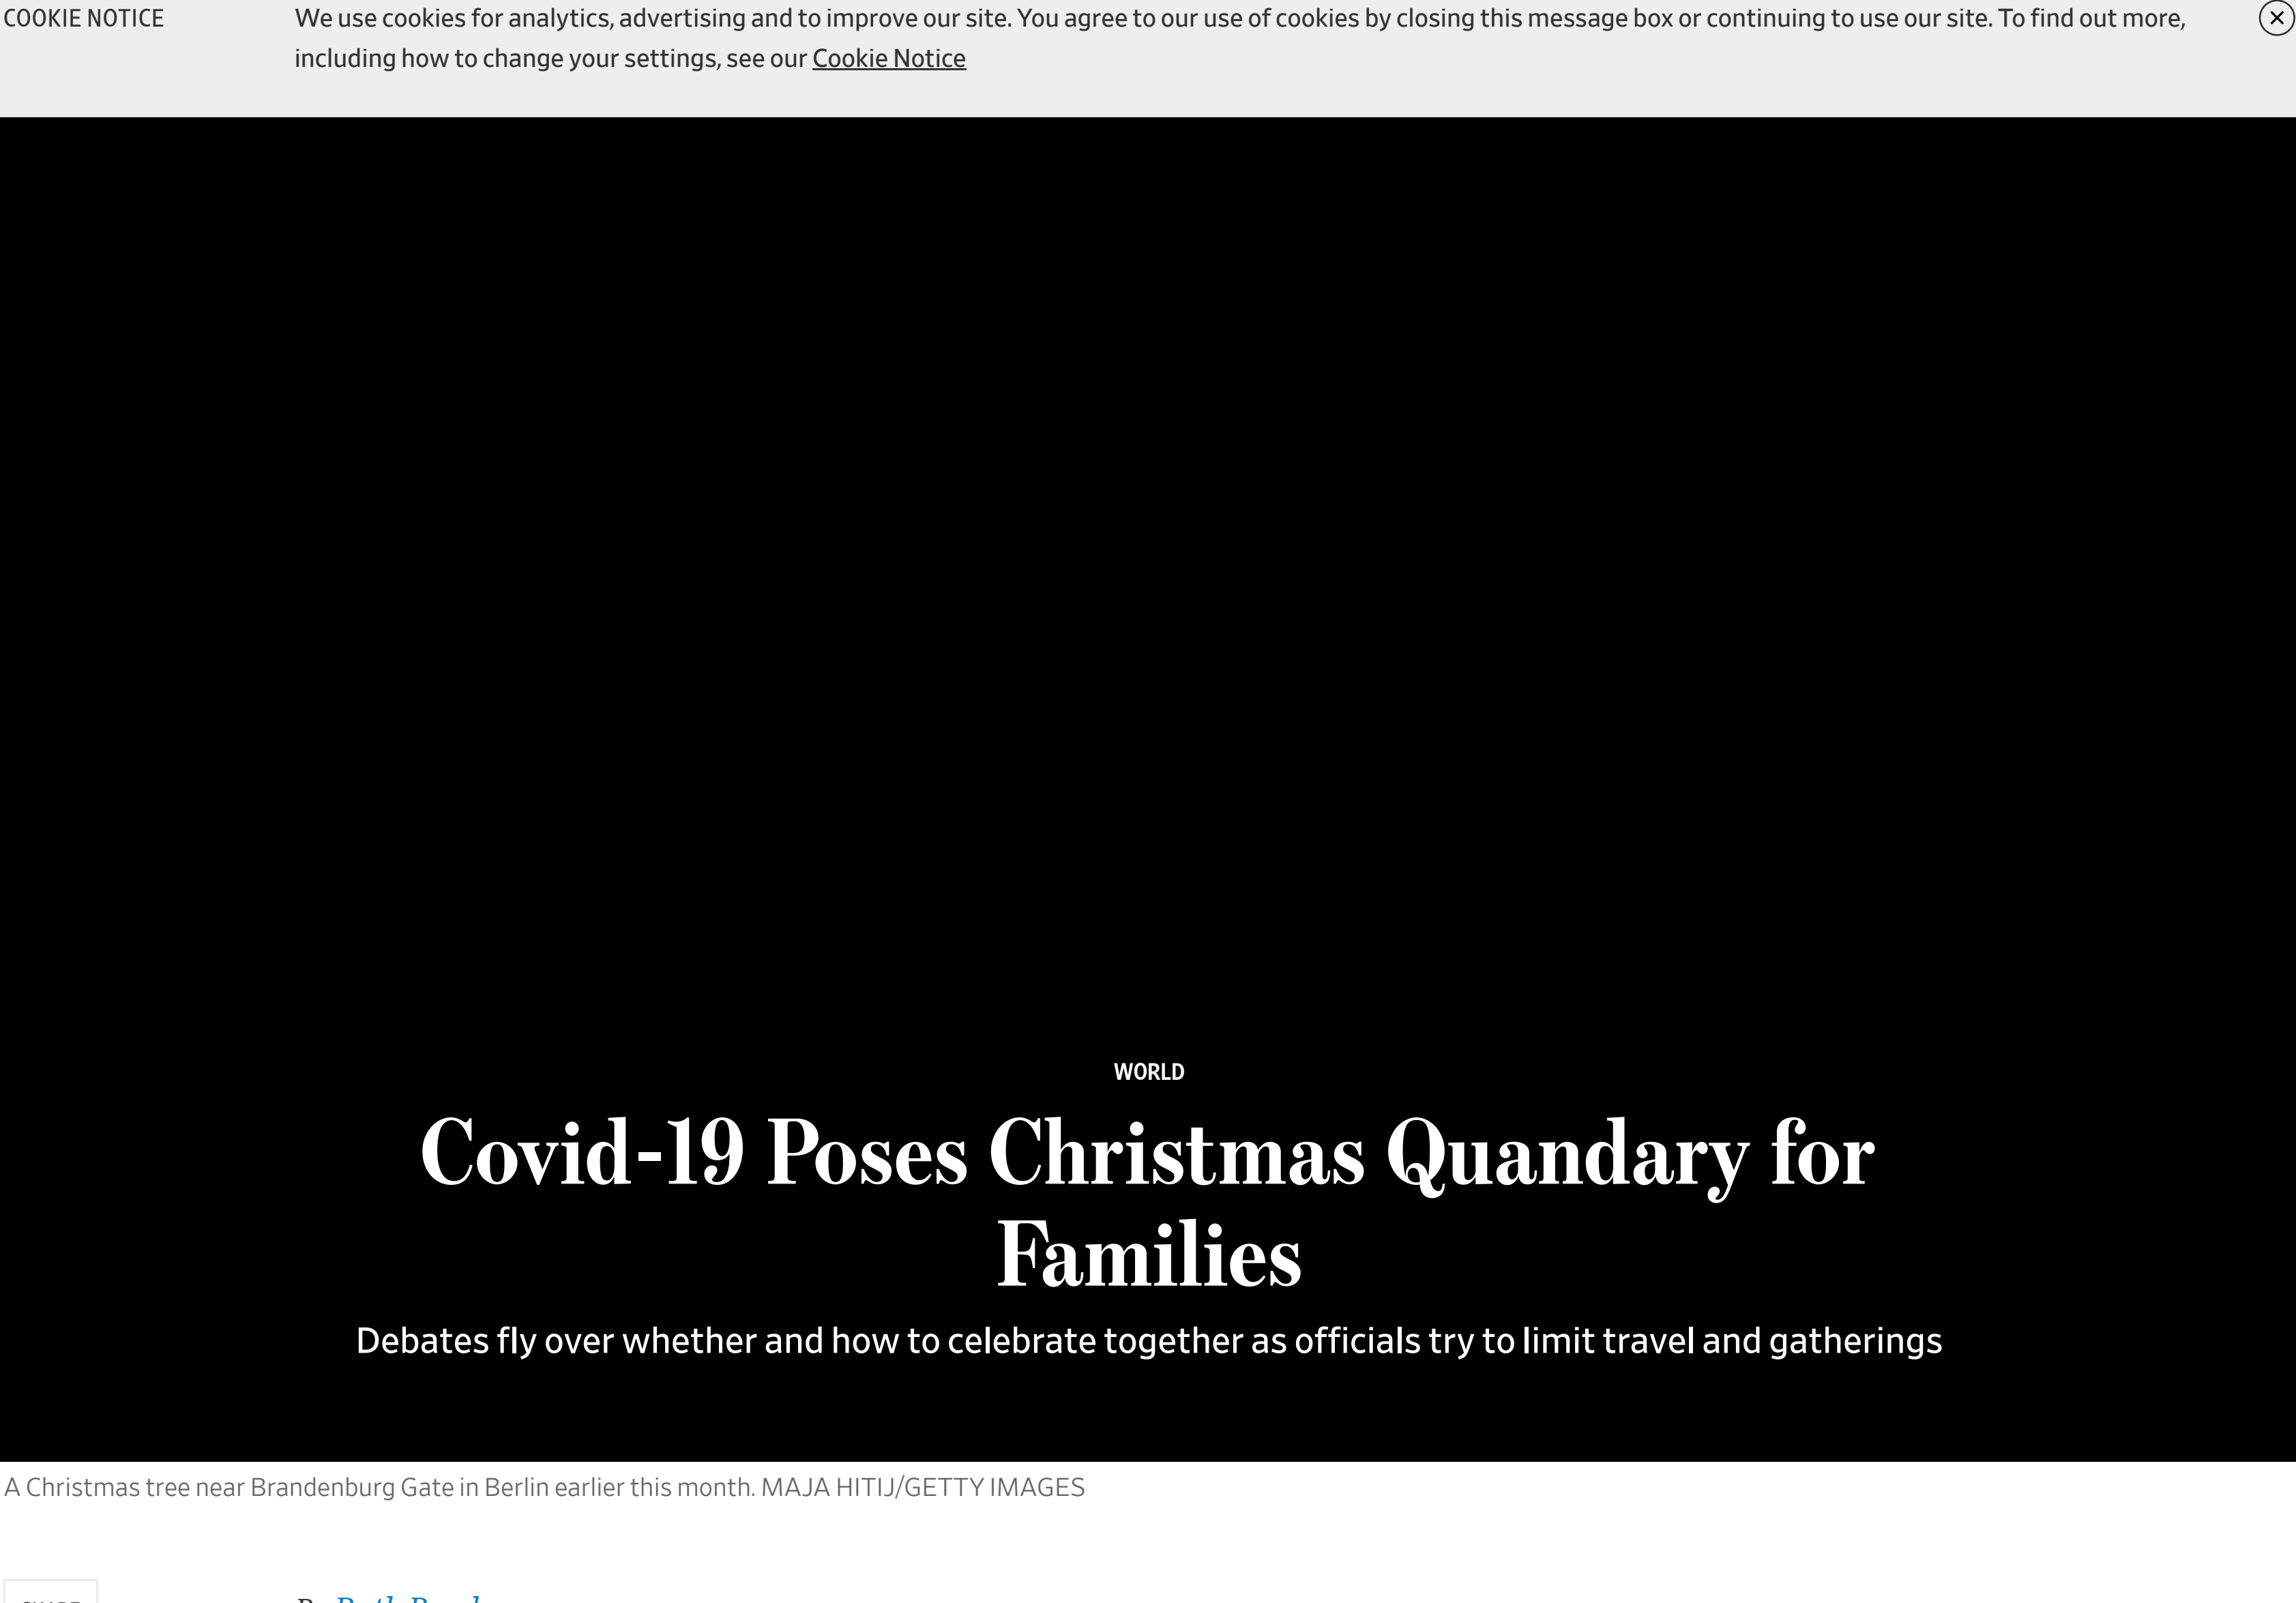 COOKIE NOTICE
We use cookies for analytics, advertising and to improve our site. You agree to our use of cookies by closing this message box or continuing to use our site. To find out more,
including how to change your settings, see our Cookie Notice
WORLD
Covid-19 Poses Christmas Quandary for
Families
Debates fly over whether and how to celebrate together as officials try to limit travel and gatherings
A Christmas tree near Brandenburg Gate in Berlin earlier this month. MAJA HITIJ/GETTY IMAGES